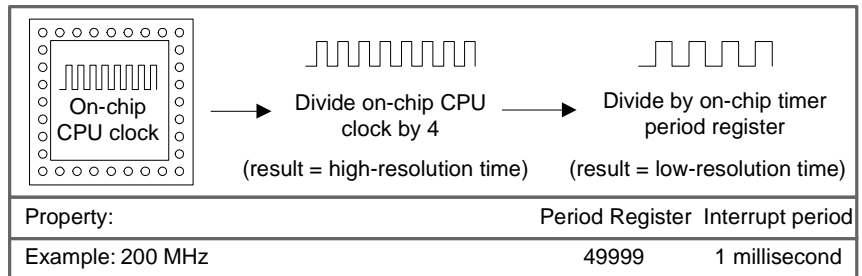 On-chip
CPU clock
Divide on-chip CPU
clock by 4
(result = high-resolution time)
Divide by on-chip timer
period register
(result = low-resolution time)
Property: Period Register Interrupt period
Example: 200 MHz 49999 1 millisecond